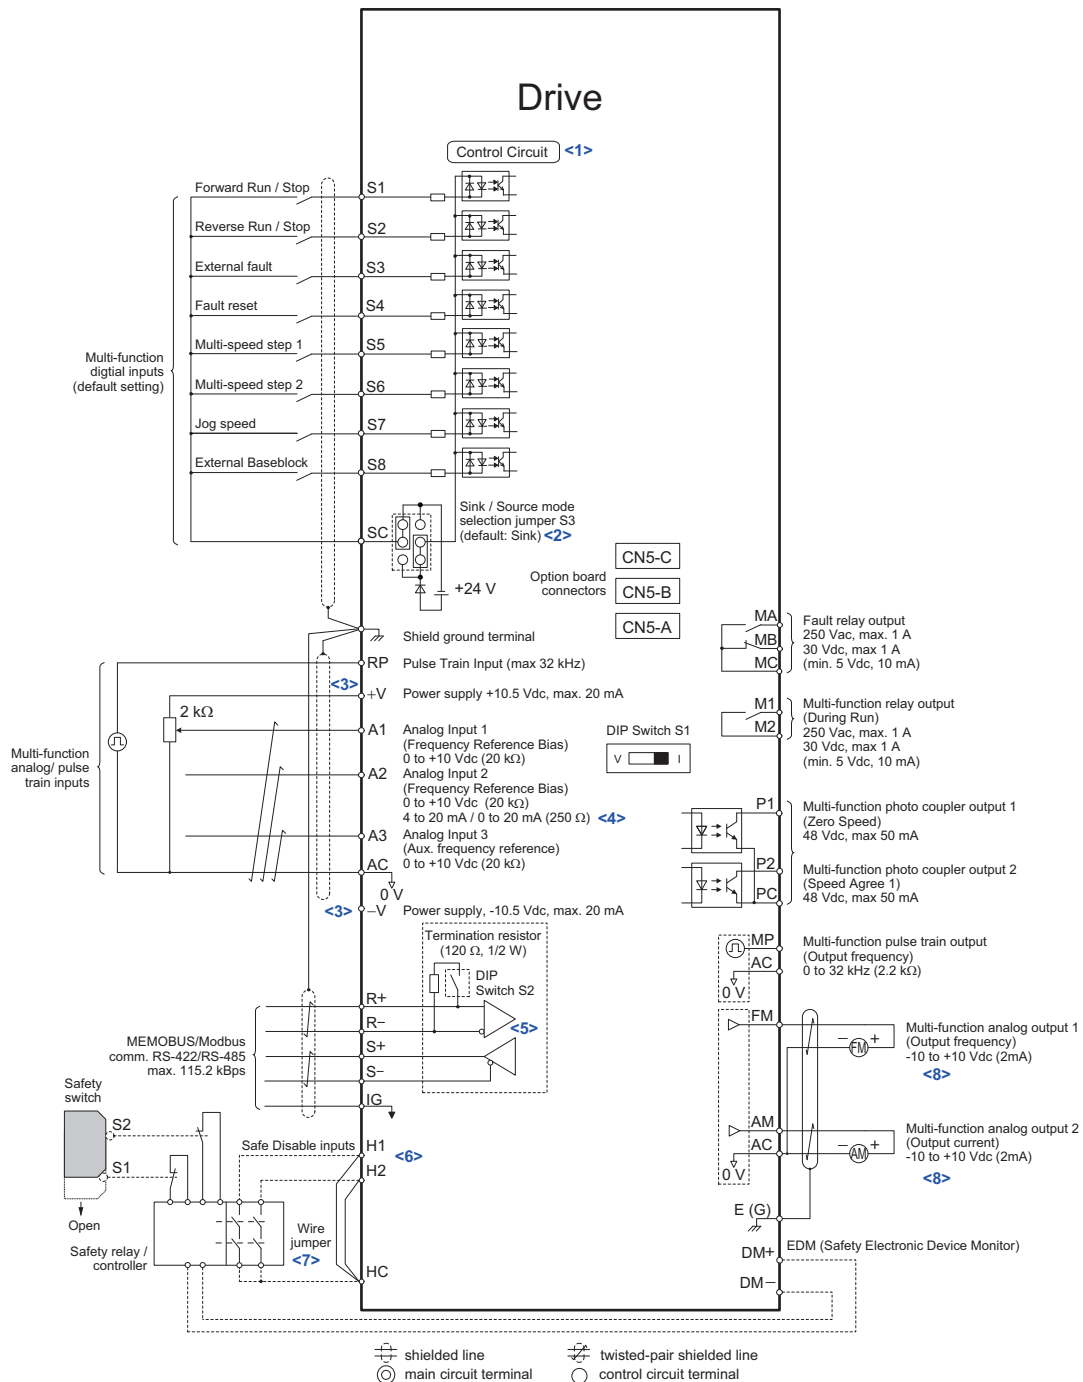 Drive
Control Circuit <1>
Forward Run / Stop
S1
Reverse Run / Stop
S2
External fault
S3
Fault reset
S4
Multi-speed step 1
S5
Multi-speed step 2
S6
Jog speed
S7
External Baseblock
S8
Multi-function
digtial inputs
(default setting)
SC
Sink / Source mode
selection jumper S3
(default: Sink) <2>
+24 V
Option board
connectors
CN5-C
CN5-B
CN5-A
Shield ground terminal
RP
Pulse Train Input (max 32 kHz)
<3>
+V
Power supply +10.5 Vdc, max. 20 mA
2 kΩ
A1
Analog Input 1
(Frequency Reference Bias)
0 to +10 Vdc (20 kΩ)
A2
Analog Input 2
(Frequency Reference Bias)
0 to +10 Vdc (20 kΩ)
4 to 20 mA / 0 to 20 mA (250 Ω) <4>
A3
Analog Input 3
(Aux. frequency reference)
0 to +10 Vdc (20 kΩ)
AC
0 V
<3>
−V
Power supply, -10.5 Vdc, max. 20 mA
Multi-function
analog/ pulse
train inputs
Termination resistor
(120 Ω, 1/2 W)
DIP
Switch S2
R+
R−
<5>
S+
S−
IG
MEMOBUS/Modbus
comm. RS-422/RS-485
max. 115.2 kBps
Safety
switch
S2
S1
Open
Safety relay /
controller
Safe Disable inputs
H1
<6>
H2
Wire
jumper
<7>
HC
MA
MB
MC
Fault relay output
250 Vac, max. 1 A
30 Vdc, max 1 A
(min. 5 Vdc, 10 mA)
M1
M2
Multi-function relay output
(During Run)
250 Vac, max. 1 A
30 Vdc, max 1 A
(min. 5 Vdc, 10 mA)
DIP Switch S1
V
I
P1
Multi-function photo coupler output 1
(Zero Speed)
48 Vdc, max 50 mA
P2
PC
Multi-function photo coupler output 2
(Speed Agree 1)
48 Vdc, max 50 mA
MP
AC
0 V
Multi-function pulse train output
(Output frequency)
0 to 32 kHz (2.2 kΩ)
FM
− FM +
Multi-function analog output 1
(Output frequency)
-10 to +10 Vdc (2mA)
<8>
AM
AC
0 V
− AM +
Multi-function analog output 2
(Output current)
-10 to +10 Vdc (2mA)
<8>
E (G)
DM+
EDM (Safety Electronic Device Monitor)
DM−
shielded line
twisted-pair shielded line
main circuit terminal
control circuit terminal